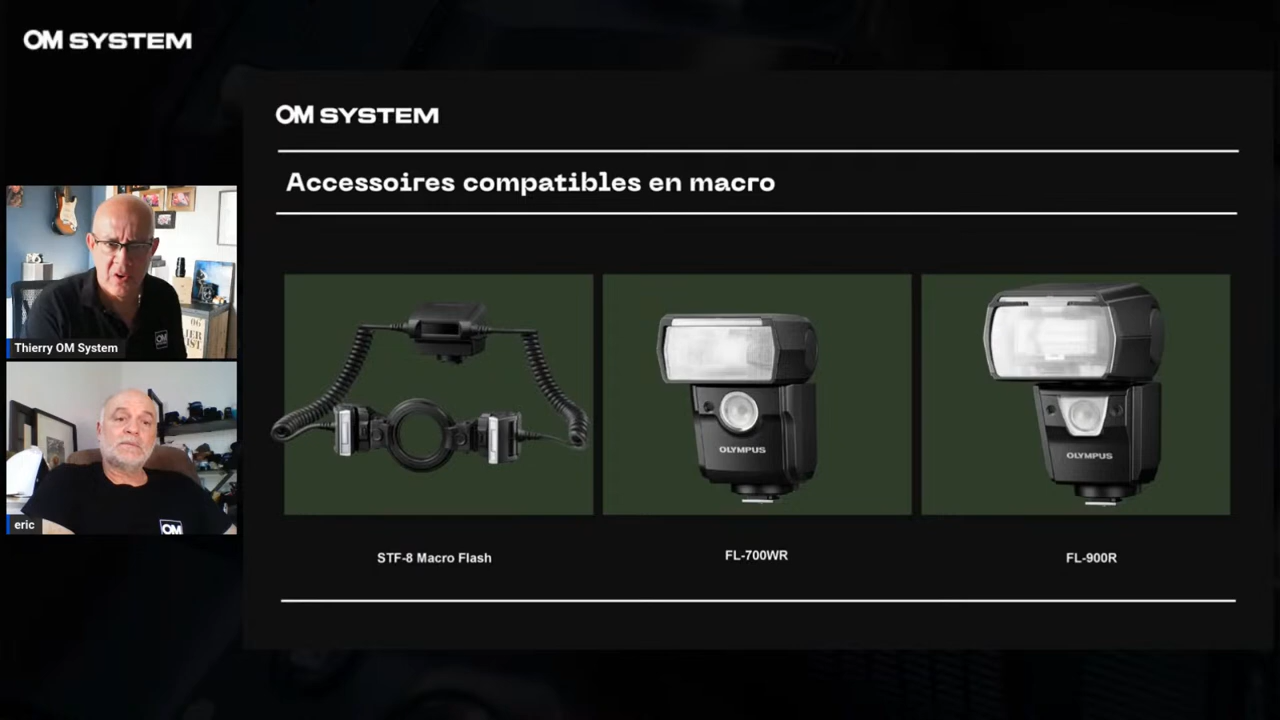 OM SYSTEM
OM SYSTEM
Accessoires compatibles en macro
Thierry OM System
eric
OM
OLYMPUS
OLYMPUS
STF-8 Macro Flash
FL-700WR
FL-900R